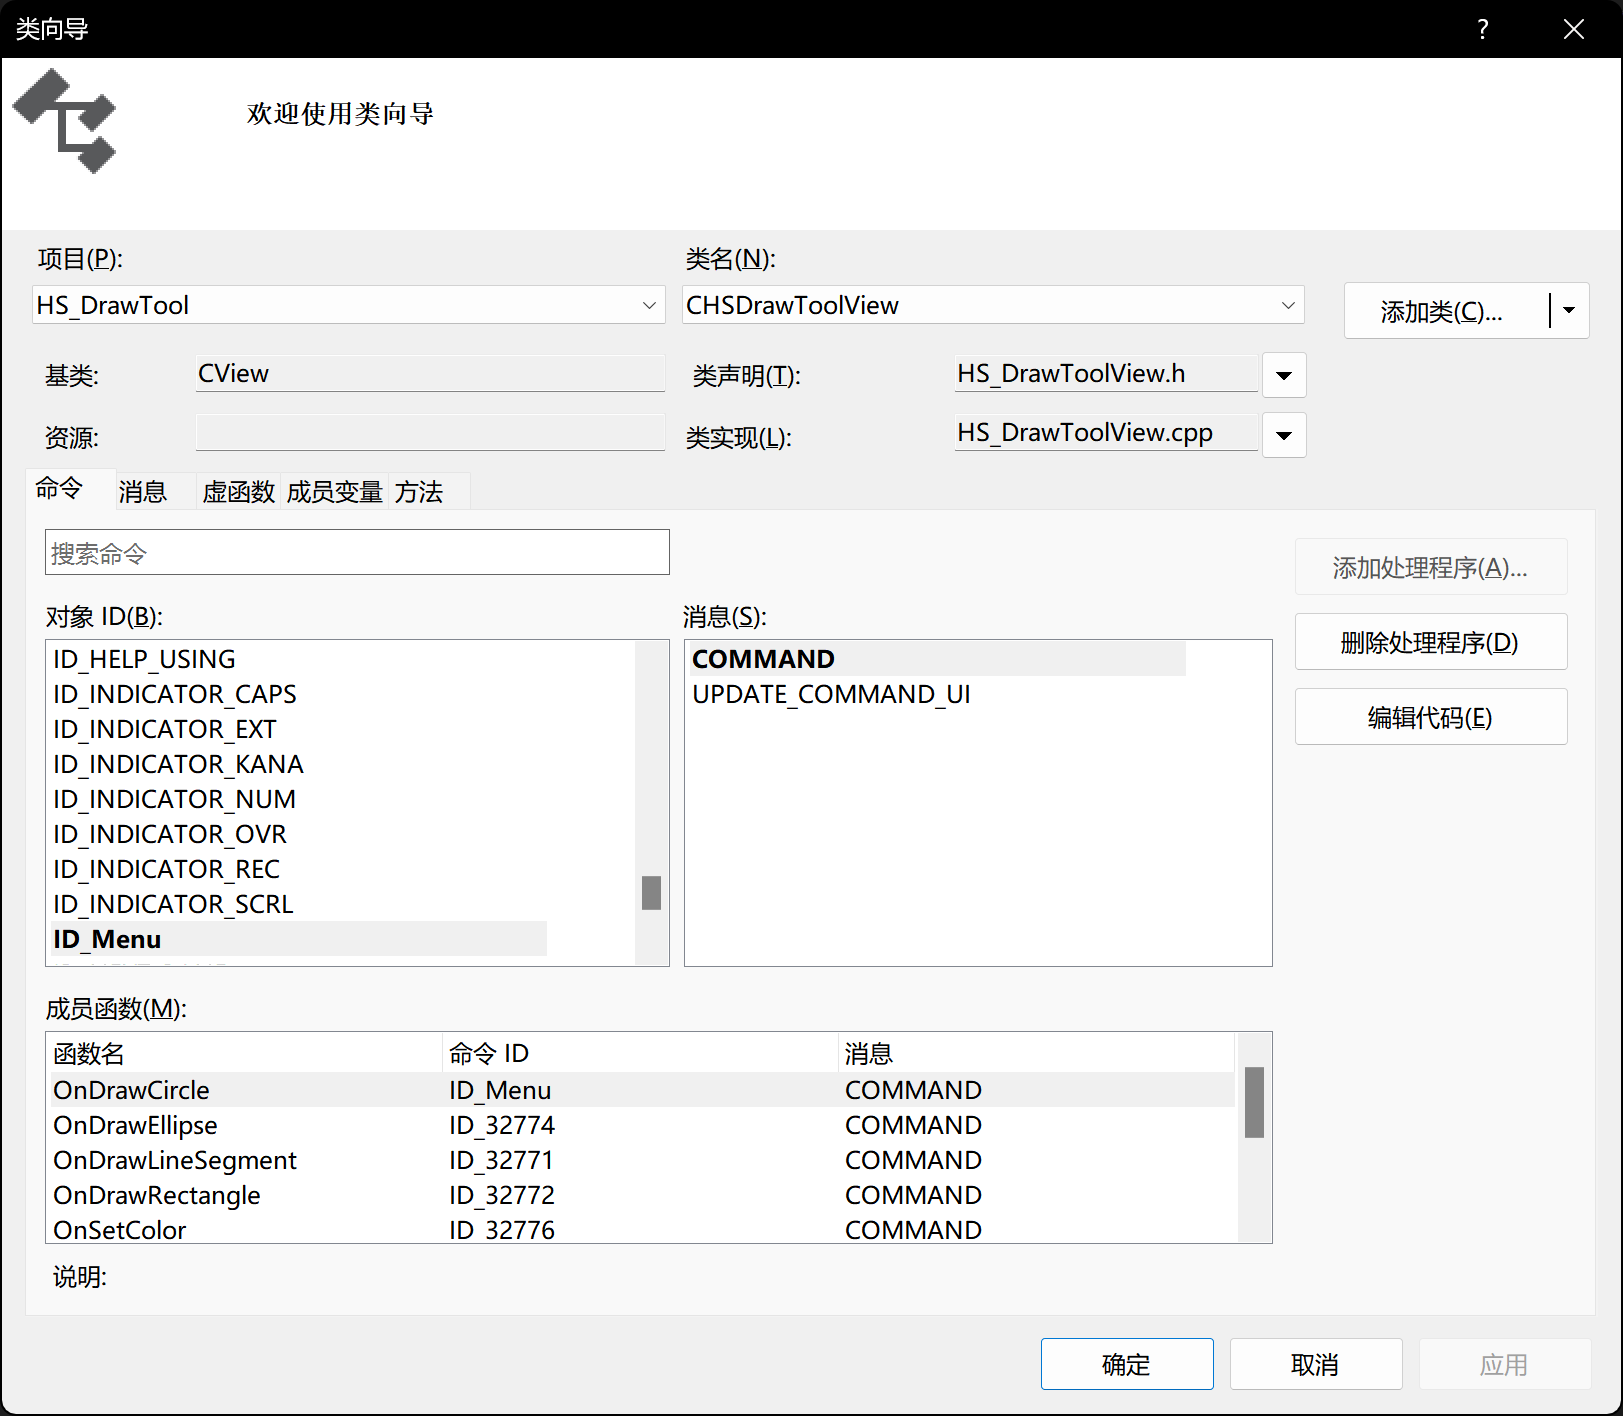 类向导
?
欢迎使用类向导
项目(P):
类名(N):
HS_DrawTool
CHSDrawToolView
添加类(C)...
基类:
CView
类声明(T):
HS_DrawToolView.h
资源:
类实现(L):
HS_DrawToolView.cpp
命令 消息 虚函数 成员变量 方法
搜索命令
添加处理程序(A)...
对象 ID(B):
消息(S):
删除处理程序(D)
ID_HELP_USING
COMMAND
ID_INDICATOR_CAPS
UPDATE_COMMAND_UI
编辑代码(E)
ID_INDICATOR_EXT
ID_INDICATOR_KANA
ID_INDICATOR_NUM
ID_INDICATOR_OVR
ID_INDICATOR_REC
ID_INDICATOR_SCRL
ID_Menu
成员函数(M):
函数名 命令 ID 消息
OnDrawCircle ID_Menu COMMAND
OnDrawEllipse ID_32774 COMMAND
OnDrawLineSegment ID_32771 COMMAND
OnDrawRectangle ID_32772 COMMAND
OnSetColor ID_32776 COMMAND
说明:
确定
取消
应用